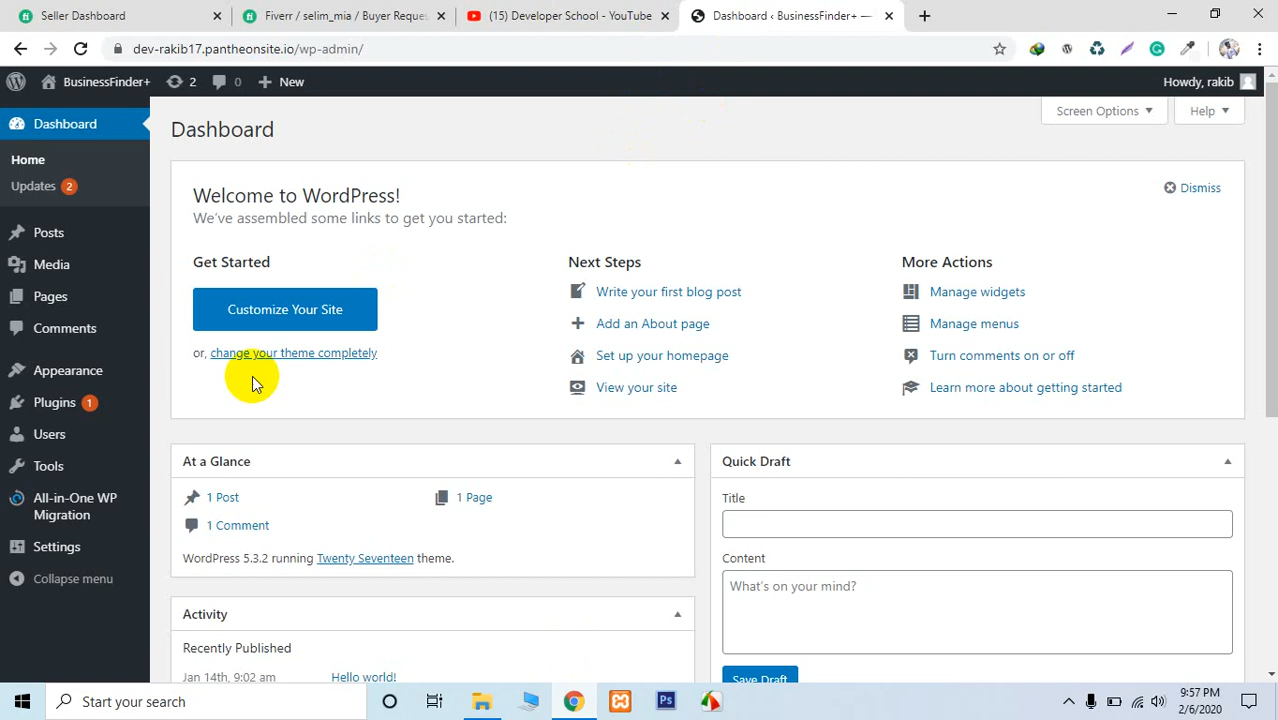 Seller Dashboard
Fiverr / selim_mia / Buyer Reques
(15) Developer School - YouTube
Dashboard ‹ BusinessFinder+ —
dev-rakib17.pantheonsite.io/wp-admin/
BusinessFinder+
2
0
New
Howdy, rakib
Dashboard
Home
Updates 2
Posts
Media
Pages
Comments
Appearance
Plugins 1
Users
Tools
All-in-One WP
Migration
Settings
Collapse menu
Screen Options
Help
Dashboard
Welcome to WordPress!
Dismiss
We've assembled some links to get you started:
Get Started
Customize Your Site
or, change your theme completely
Next Steps
Write your first blog post
Add an About page
Set up your homepage
View your site
More Actions
Manage widgets
Manage menus
Turn comments on or off
Learn more about getting started
At a Glance
1 Post
1 Page
1 Comment
WordPress 5.3.2 running Twenty Seventeen theme.
Activity
Recently Published
Jan 14th, 9:02 am
Hello world!
Quick Draft
Title
Content
What's on your mind?
Save Draft
Start your search here
Ps
9:57 PM
2/6/2020